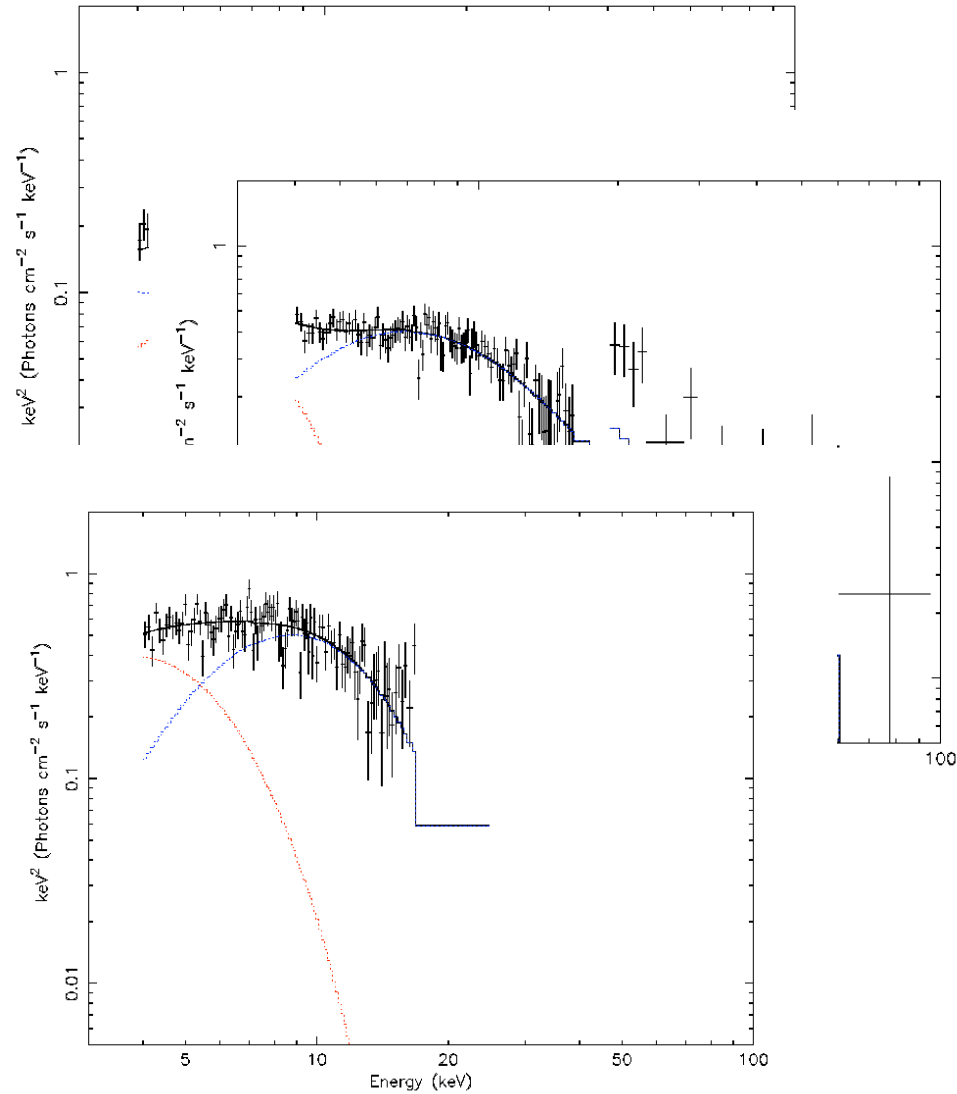 1
0.1
keV² (Photons cm⁻² s⁻¹ keV⁻¹)
1
n⁻² s⁻¹ keV⁻¹)
100
1
0.1
0.01
keV² (Photons cm⁻² s⁻¹ keV⁻¹)
5 10 20 50 100
Energy (keV)